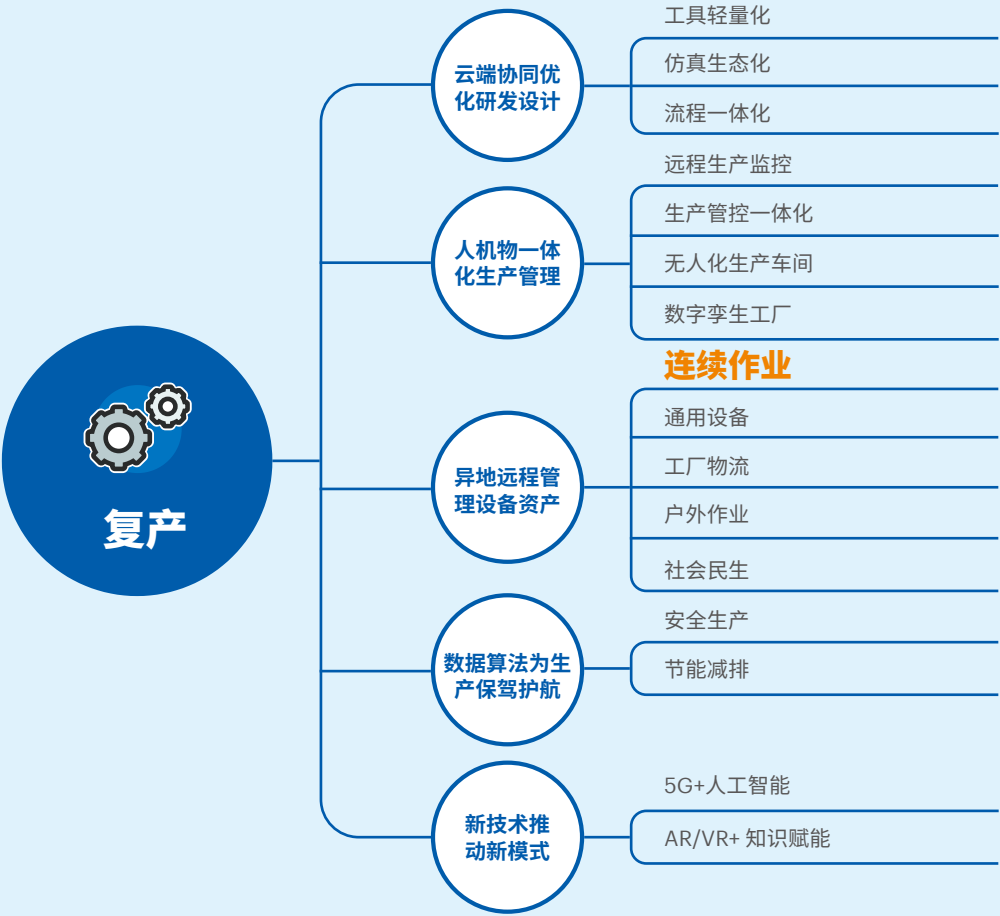 复产
云端协同优
化研发设计
工具轻量化
仿真生态化
流程一体化
人机物一体
化生产管理
远程生产监控
生产管控一体化
无人化生产车间
数字孪生工厂
异地远程管
理设备资产
连续作业
通用设备
工厂物流
户外作业
社会民生
数据算法为生
产保驾护航
安全生产
节能减排
新技术推
动新模式
5G+人工智能
AR/VR+ 知识赋能